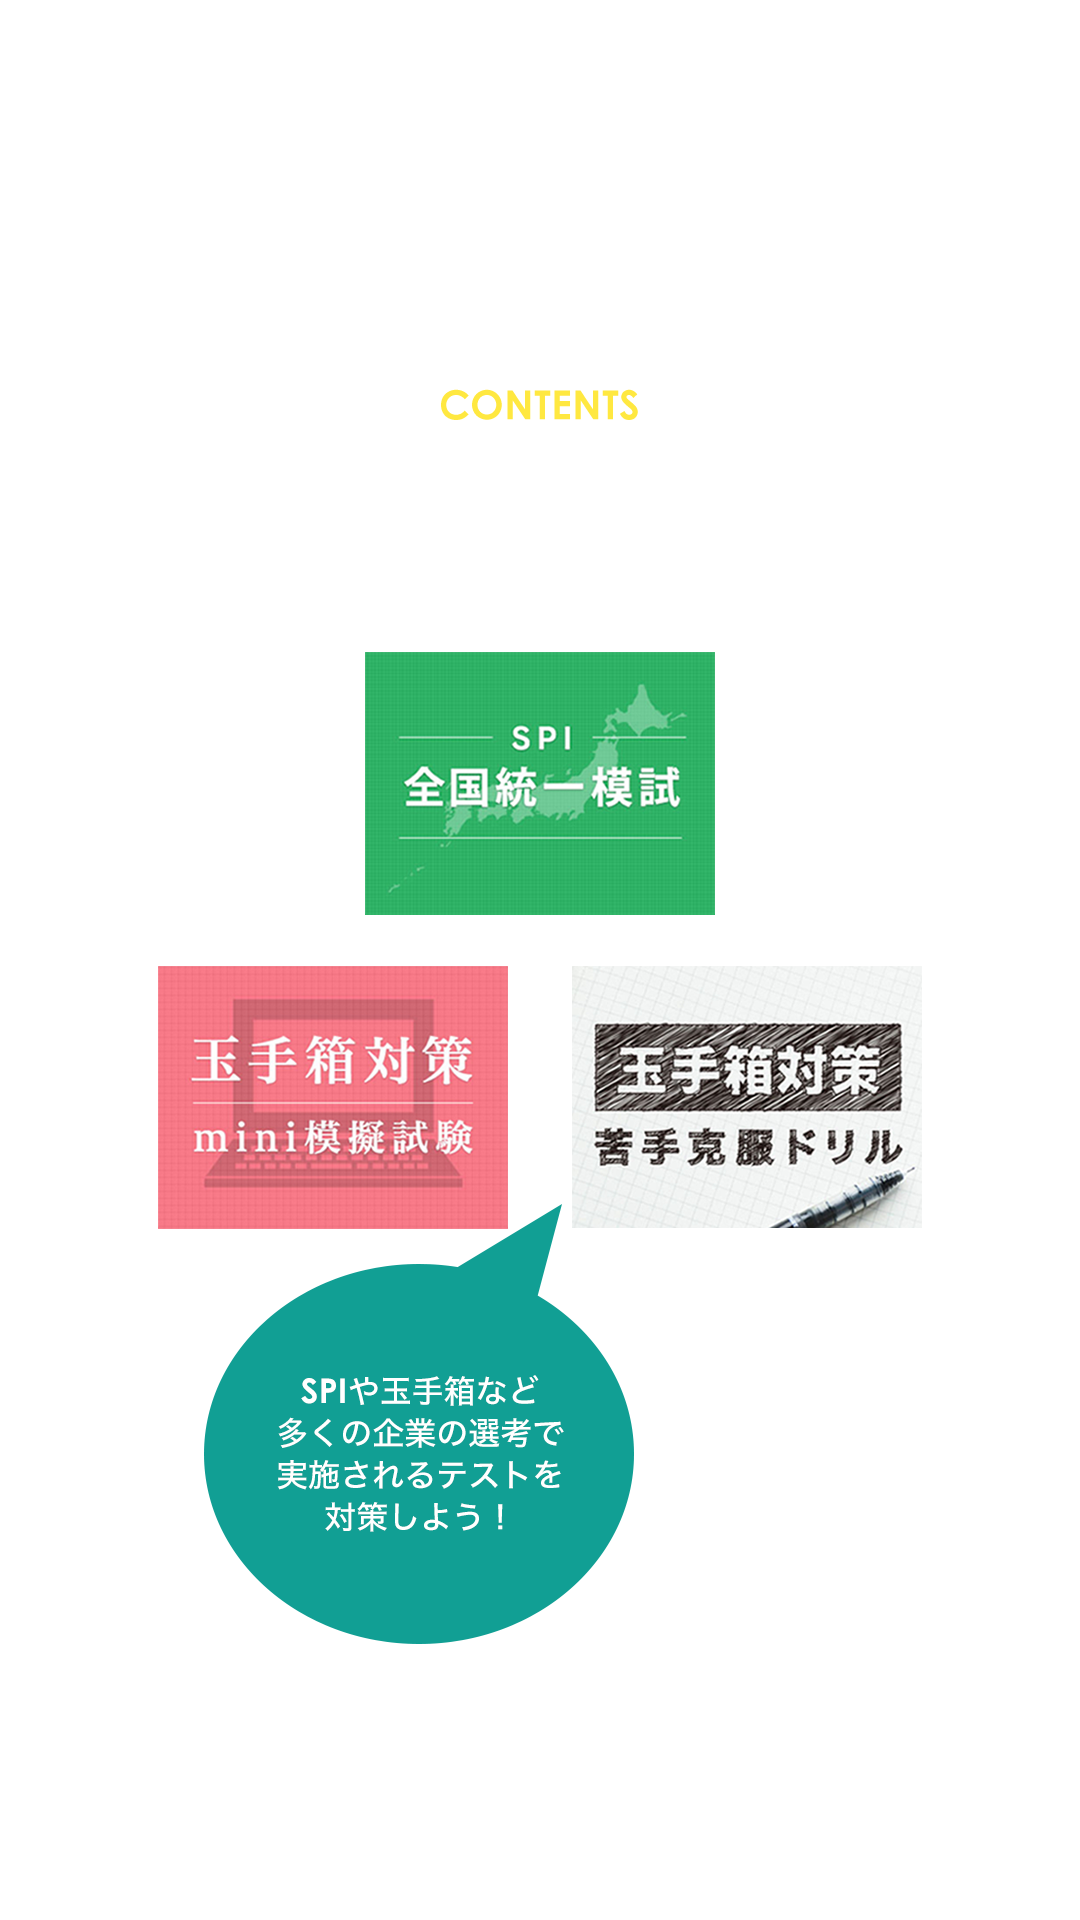 CONTENTS
SPI
全国統一模試
玉手箱対策
mini模擬試験
玉手箱対策
苦手克服ドリル
SPIや玉手箱など
多くの企業の選考で
実施されるテストを
対策しよう！